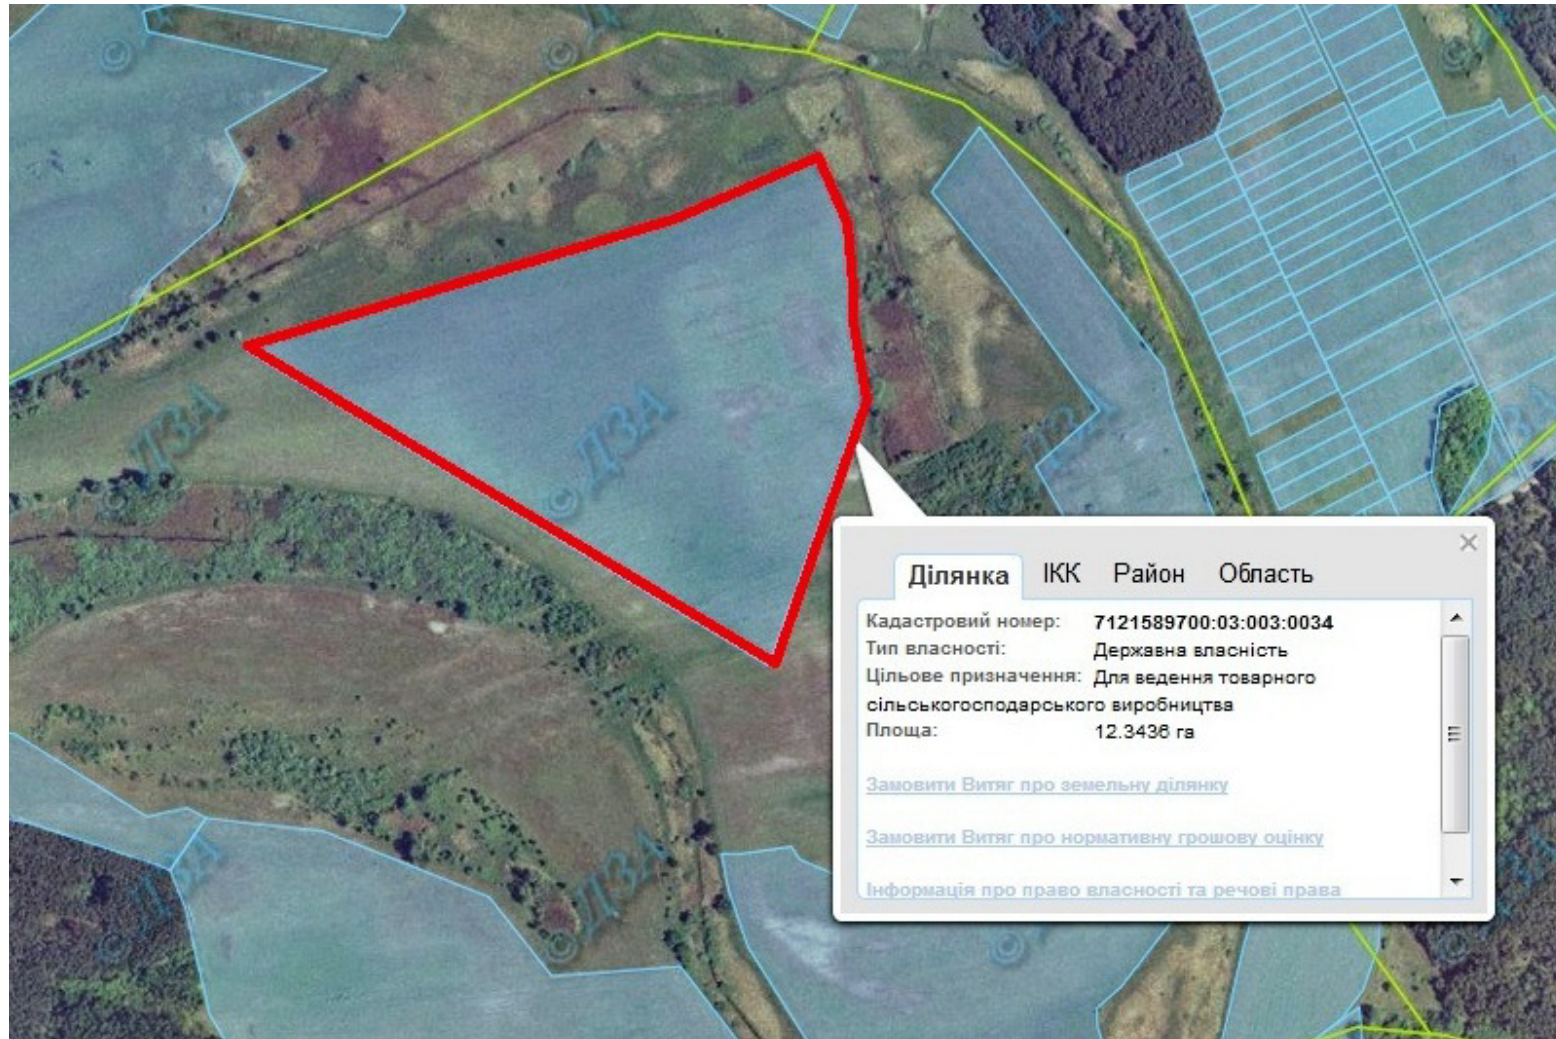 © ДЗА
Ділянка ІКК Район Область
Кадастровий номер: 7121589700:03:003:0034
Тип власності: Державна власність
Цільове призначення: Для ведення товарного
сільськогосподарського виробництва
Площа: 12.3436 га
Замовити Витяг про земельну ділянку
Замовити Витяг про нормативну грошову оцінку
Інформація про право власності та речові права